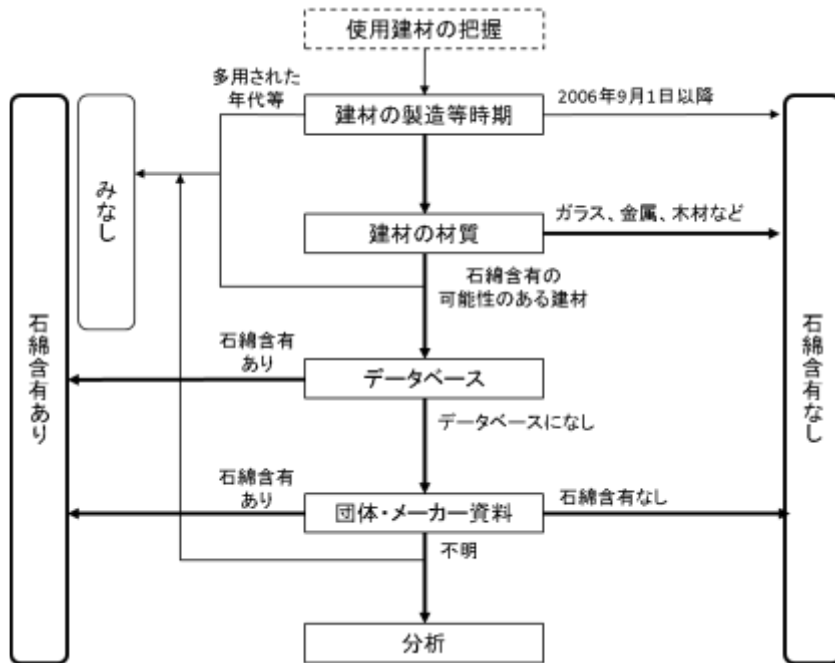 使用建材の把握
多用された
年代等
建材の製造等時期
2006年9月1日以降
みなし
建材の材質
ガラス、金属、木材など
石綿含有の
可能性のある建材
石綿含有あり
石綿含有なし
石綿含有
あり
データベース
データベースになし
石綿含有
あり
団体・メーカー資料
石綿含有なし
不明
分析